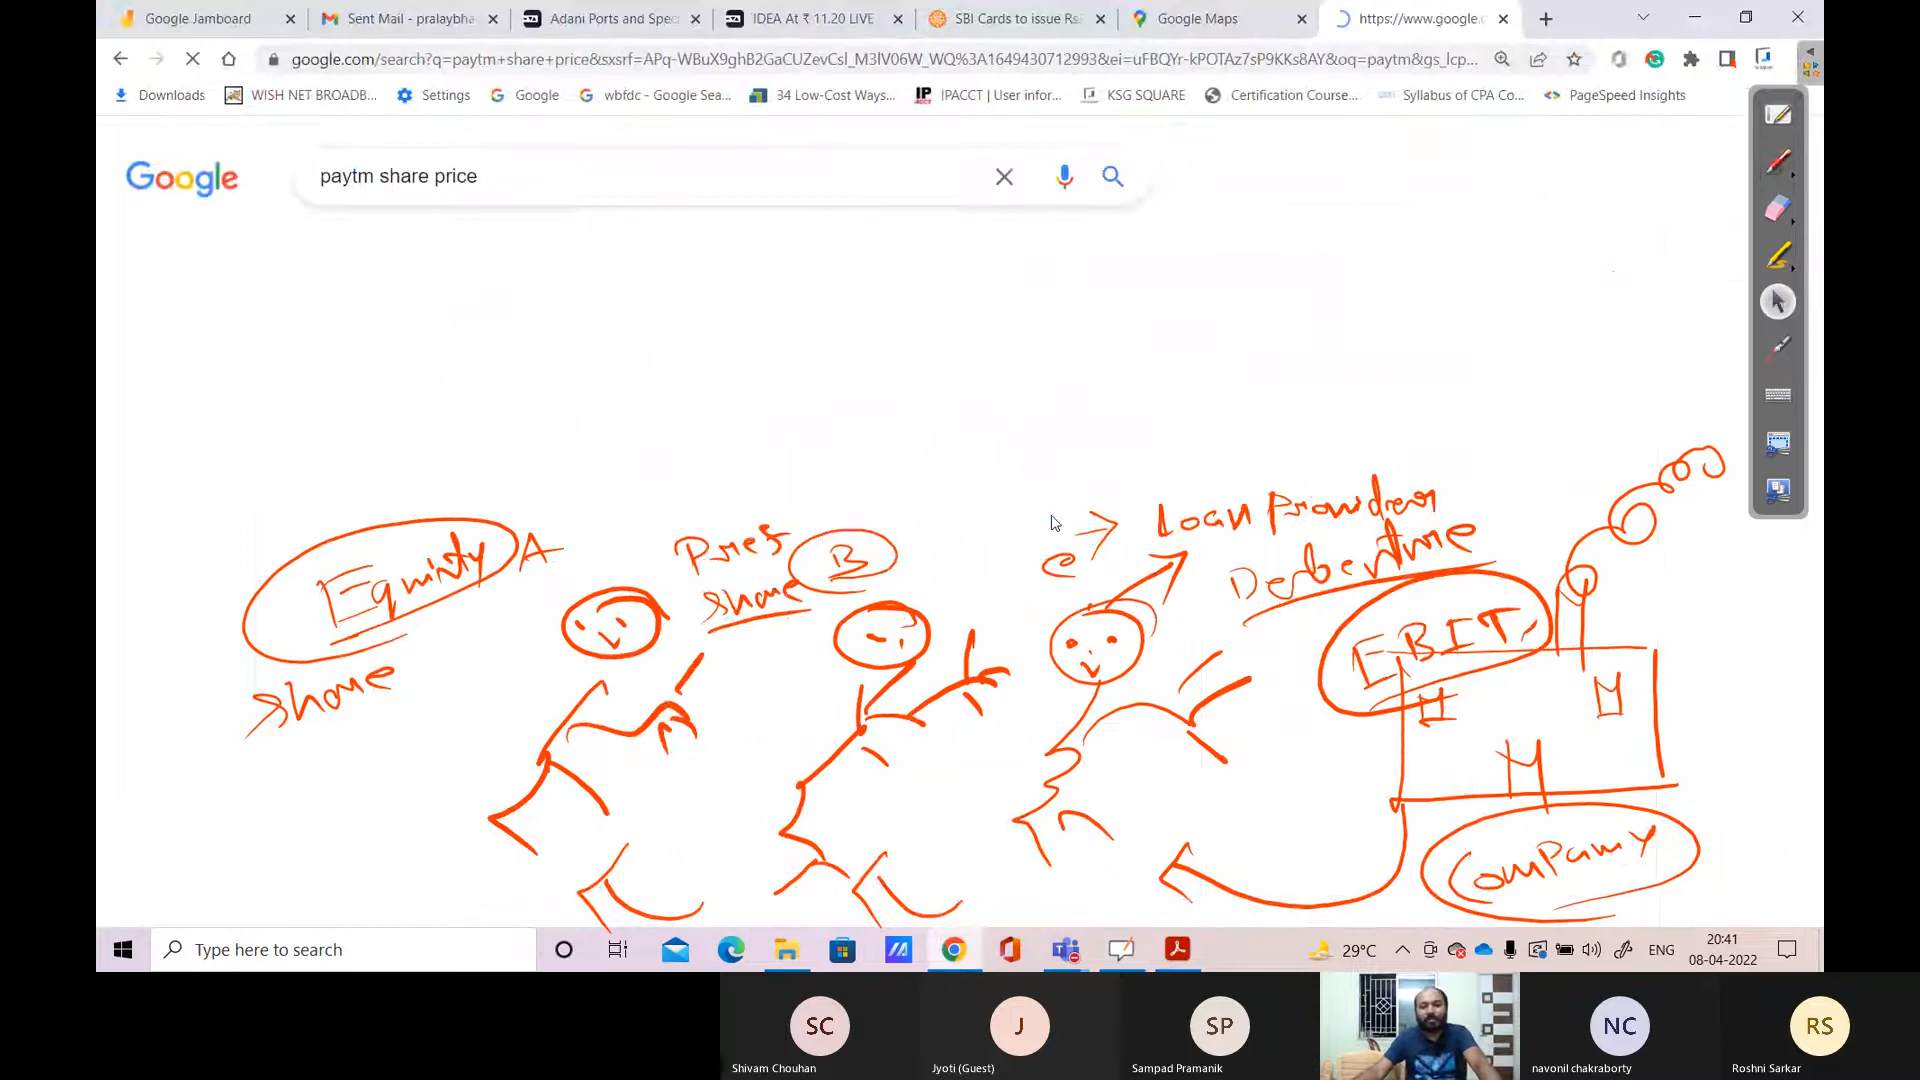 Google Jamboard
Sent Mail - pralaybha
Adani Ports and Spec
IDEA At ₹ 11.20 LIVE
SBI Cards to issue Rs
Google Maps
https://www.google.c
google.com/search?q=paytm+share+price&sxsrf=APq-WBuX9ghB2GaCUZevCsl_M3lV06W_WQ%3A1649430712993&ei=uFBQYr-kPOTAz7sP9KKs8AY&oq=paytm&gs_lcp...
Downloads
WISH NET BROADB...
Settings
Google
wbfdc - Google Sea...
34 Low-Cost Ways...
IPACCT | User infor...
KSG SQUARE
Certification Course...
Syllabus of CPA Co...
PageSpeed Insights
Google
paytm share price
Equinty A
Share
Pref
Share
B
C
Loan Provider
Derbenture
EBIT
Company
Type here to search
29°C
ENG
20:41
08-04-2022
SC
Shivam Chouhan
J
Jyoti (Guest)
SP
Sampad Pramanik
NC
navonil chakraborty
RS
Roshni Sarkar